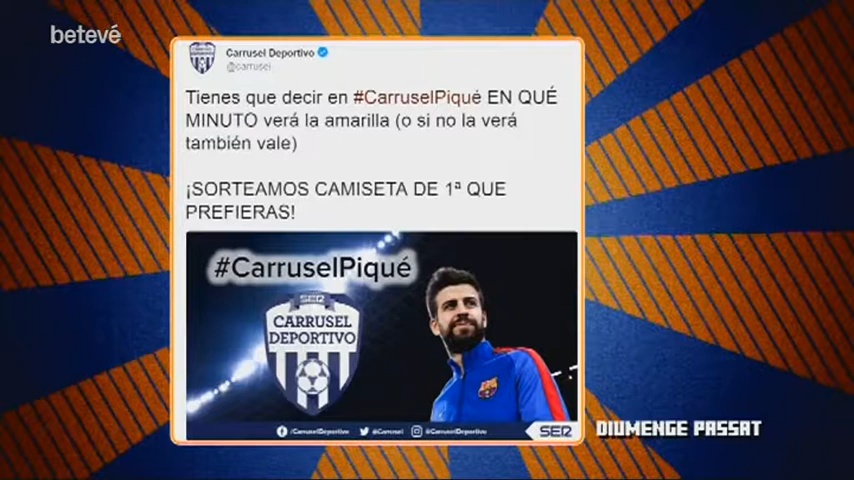 betevé
Carrusel Deportivo
@carrusel
Tienes que decir en #CarruselPiqué EN QUÉ
MINUTO verá la amarilla (o si no la verá
también vale)
¡SORTEAMOS CAMISETA DE 1ª QUE
PREFIERAS!
#CarruselPiqué
SER
CARRUSEL
DEPORTIVO
/CarruselDeportivo @Carrusel @CarruselDeportivo
SER
DIUMENGE PASSAT